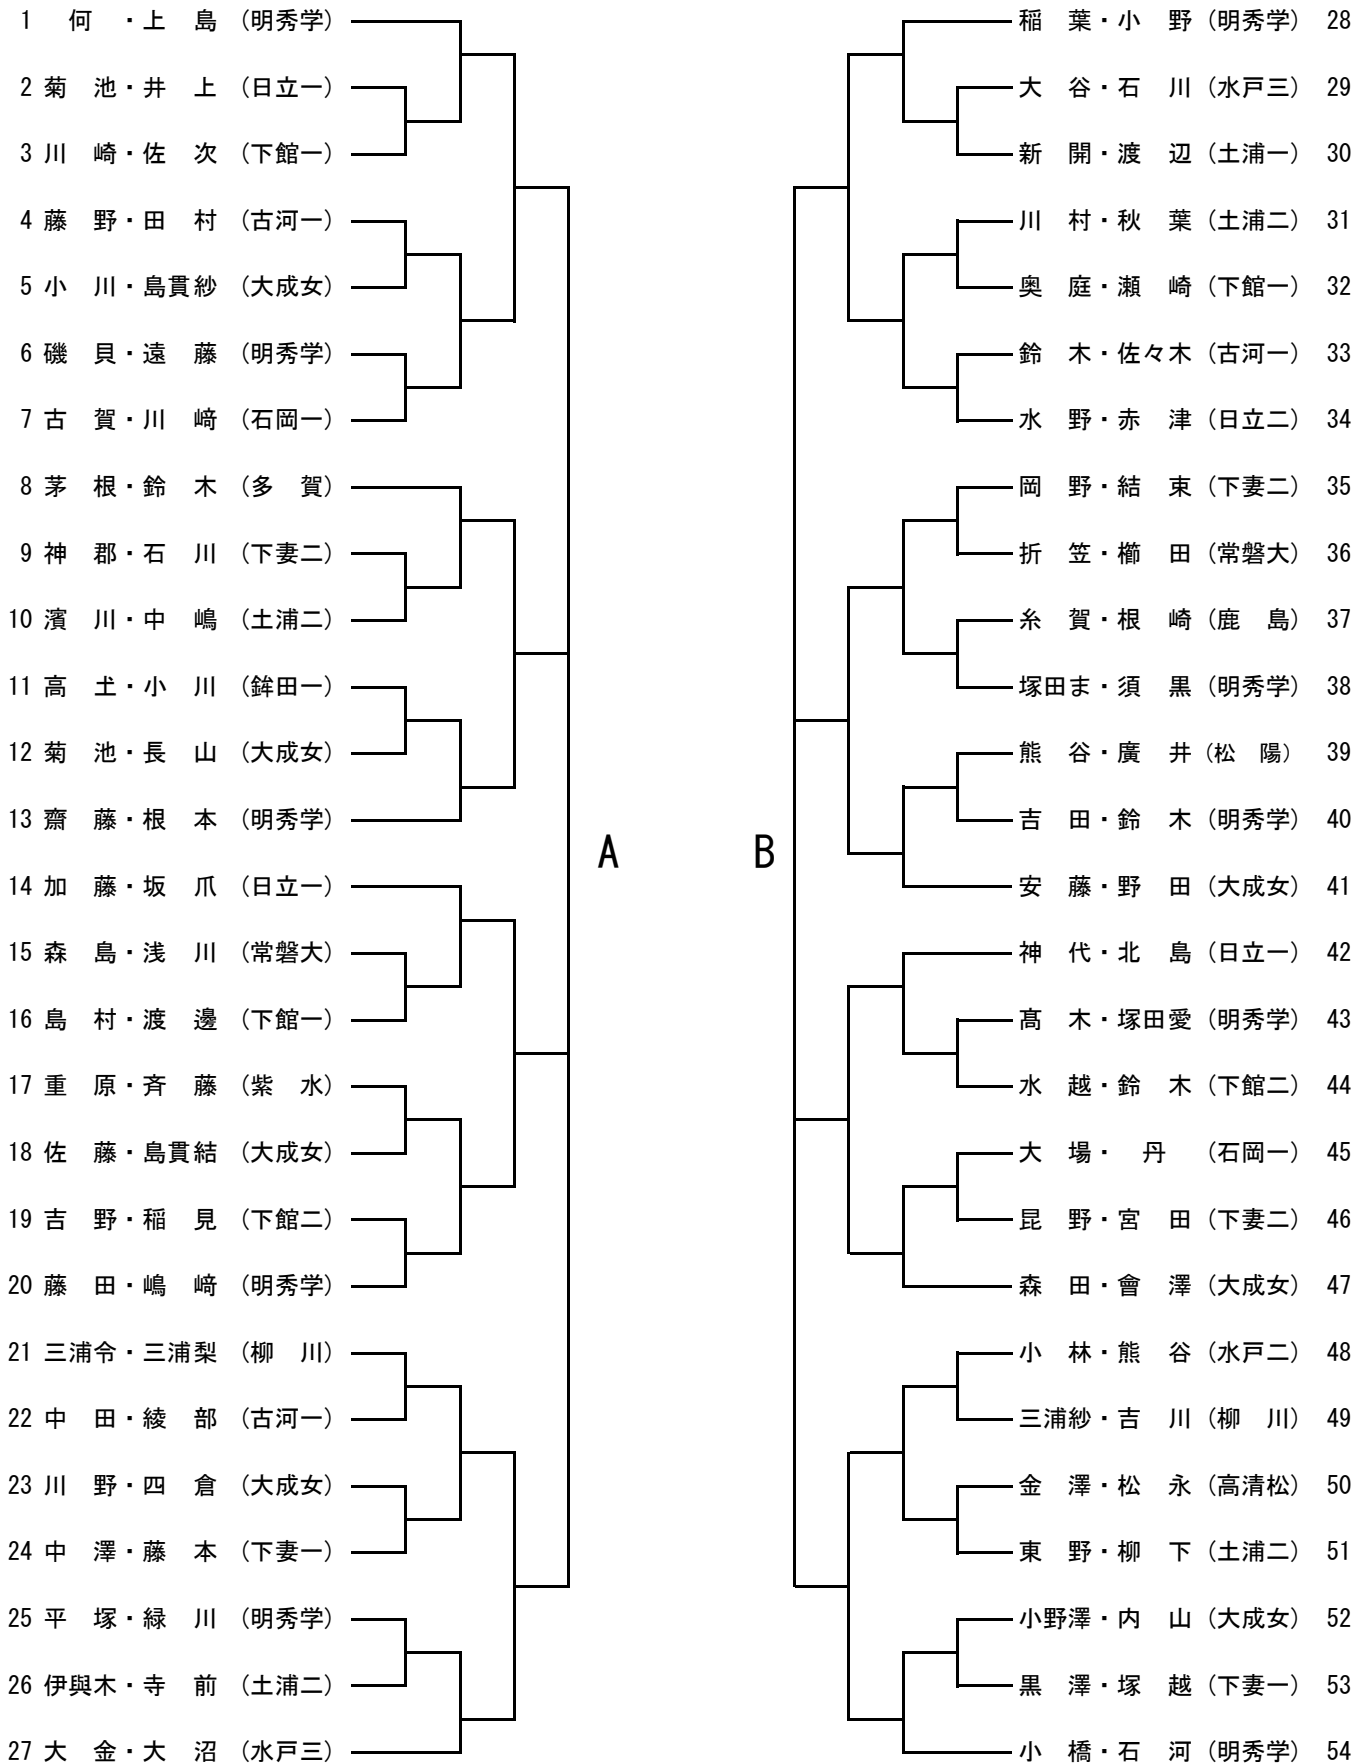 1 何 ・上 島 (明秀学)
2 菊 池・井 上 (日立一)
3 川 崎・佐 次 (下館一)
4 藤 野・田 村 (古河一)
5 小 川・島貫紗 (大成女)
6 磯 貝・遠 藤 (明秀学)
7 古 賀・川 﨑 (石岡一)
8 茅 根・鈴 木 (多 賀)
9 神 郡・石 川 (下妻二)
10 濱 川・中 嶋 (土浦二)
11 高 𡈽・小 川 (鉾田一)
12 菊 池・長 山 (大成女)
13 齋 藤・根 本 (明秀学)
14 加 藤・坂 爪 (日立一)
15 森 島・浅 川 (常磐大)
16 島 村・渡 邊 (下館一)
17 重 原・斉 藤 (紫 水)
18 佐 藤・島貫結 (大成女)
19 吉 野・稲 見 (下館二)
20 藤 田・嶋 﨑 (明秀学)
21 三浦令・三浦梨 (柳 川)
22 中 田・綾 部 (古河一)
23 川 野・四 倉 (大成女)
24 中 澤・藤 本 (下妻一)
25 平 塚・緑 川 (明秀学)
26 伊與木・寺 前 (土浦二)
27 大 金・大 沼 (水戸三)
A
B
稲 葉・小 野 (明秀学) 28
大 谷・石 川 (水戸三) 29
新 開・渡 辺 (土浦一) 30
川 村・秋 葉 (土浦二) 31
奥 庭・瀬 崎 (下館一) 32
鈴 木・佐々木 (古河一) 33
水 野・赤 津 (日立二) 34
岡 野・結 束 (下妻二) 35
折 笠・櫛 田 (常磐大) 36
糸 賀・根 崎 (鹿 島) 37
塚田ま・須 黒 (明秀学) 38
熊 谷・廣 井 (松 陽) 39
吉 田・鈴 木 (明秀学) 40
安 藤・野 田 (大成女) 41
神 代・北 島 (日立一) 42
髙 木・塚田愛 (明秀学) 43
水 越・鈴 木 (下館二) 44
大 場・ 丹 (石岡一) 45
昆 野・宮 田 (下妻二) 46
森 田・會 澤 (大成女) 47
小 林・熊 谷 (水戸二) 48
三浦紗・吉 川 (柳 川) 49
金 澤・松 永 (高清松) 50
東 野・柳 下 (土浦二) 51
小野澤・内 山 (大成女) 52
黒 澤・塚 越 (下妻一) 53
小 橋・石 河 (明秀学) 54